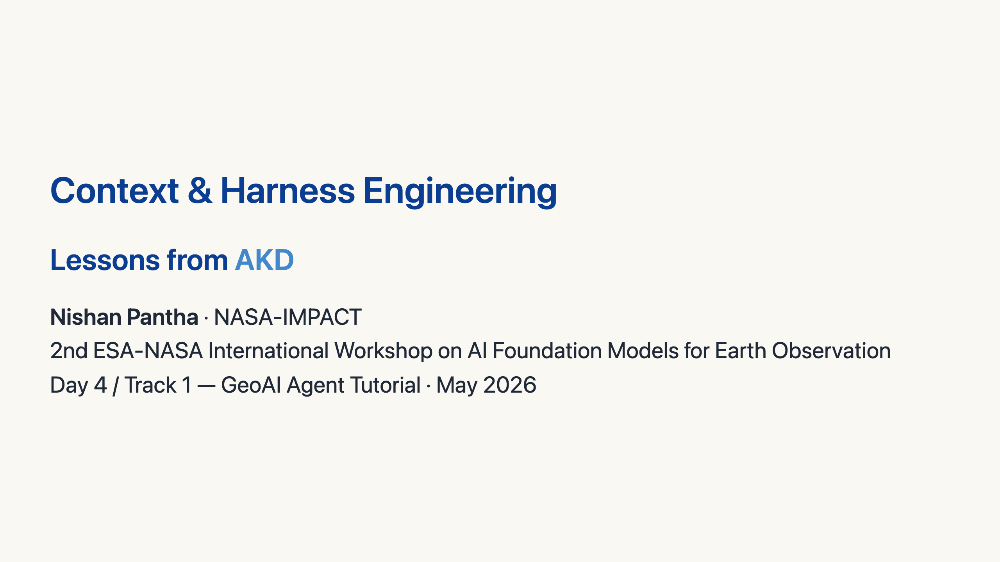 Context & Harness Engineering
Lessons from AKD
Nishan Pantha · NASA-IMPACT
2nd ESA-NASA International Workshop on AI Foundation Models for Earth Observation
Day 4 / Track 1 — GeoAI Agent Tutorial · May 2026